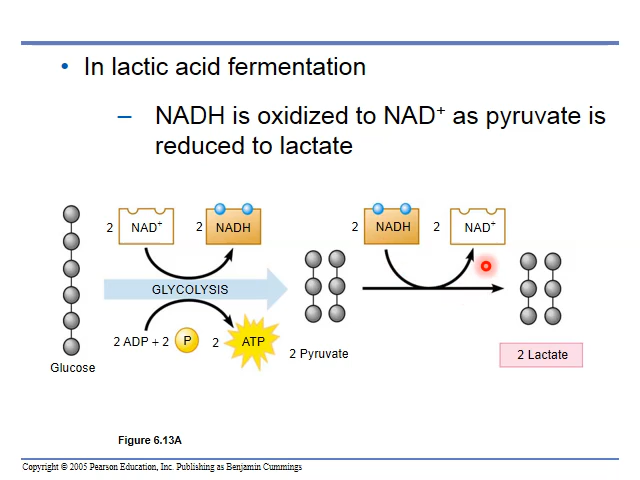 • In lactic acid fermentation
– NADH is oxidized to NAD⁺ as pyruvate is
reduced to lactate
2 NAD⁺ 2 NADH 2 NADH 2 NAD⁺
GLYCOLYSIS
2 ADP + 2 P 2 ATP
2 Pyruvate
2 Lactate
Glucose
Figure 6.13A
Copyright © 2005 Pearson Education, Inc. Publishing as Benjamin Cummings